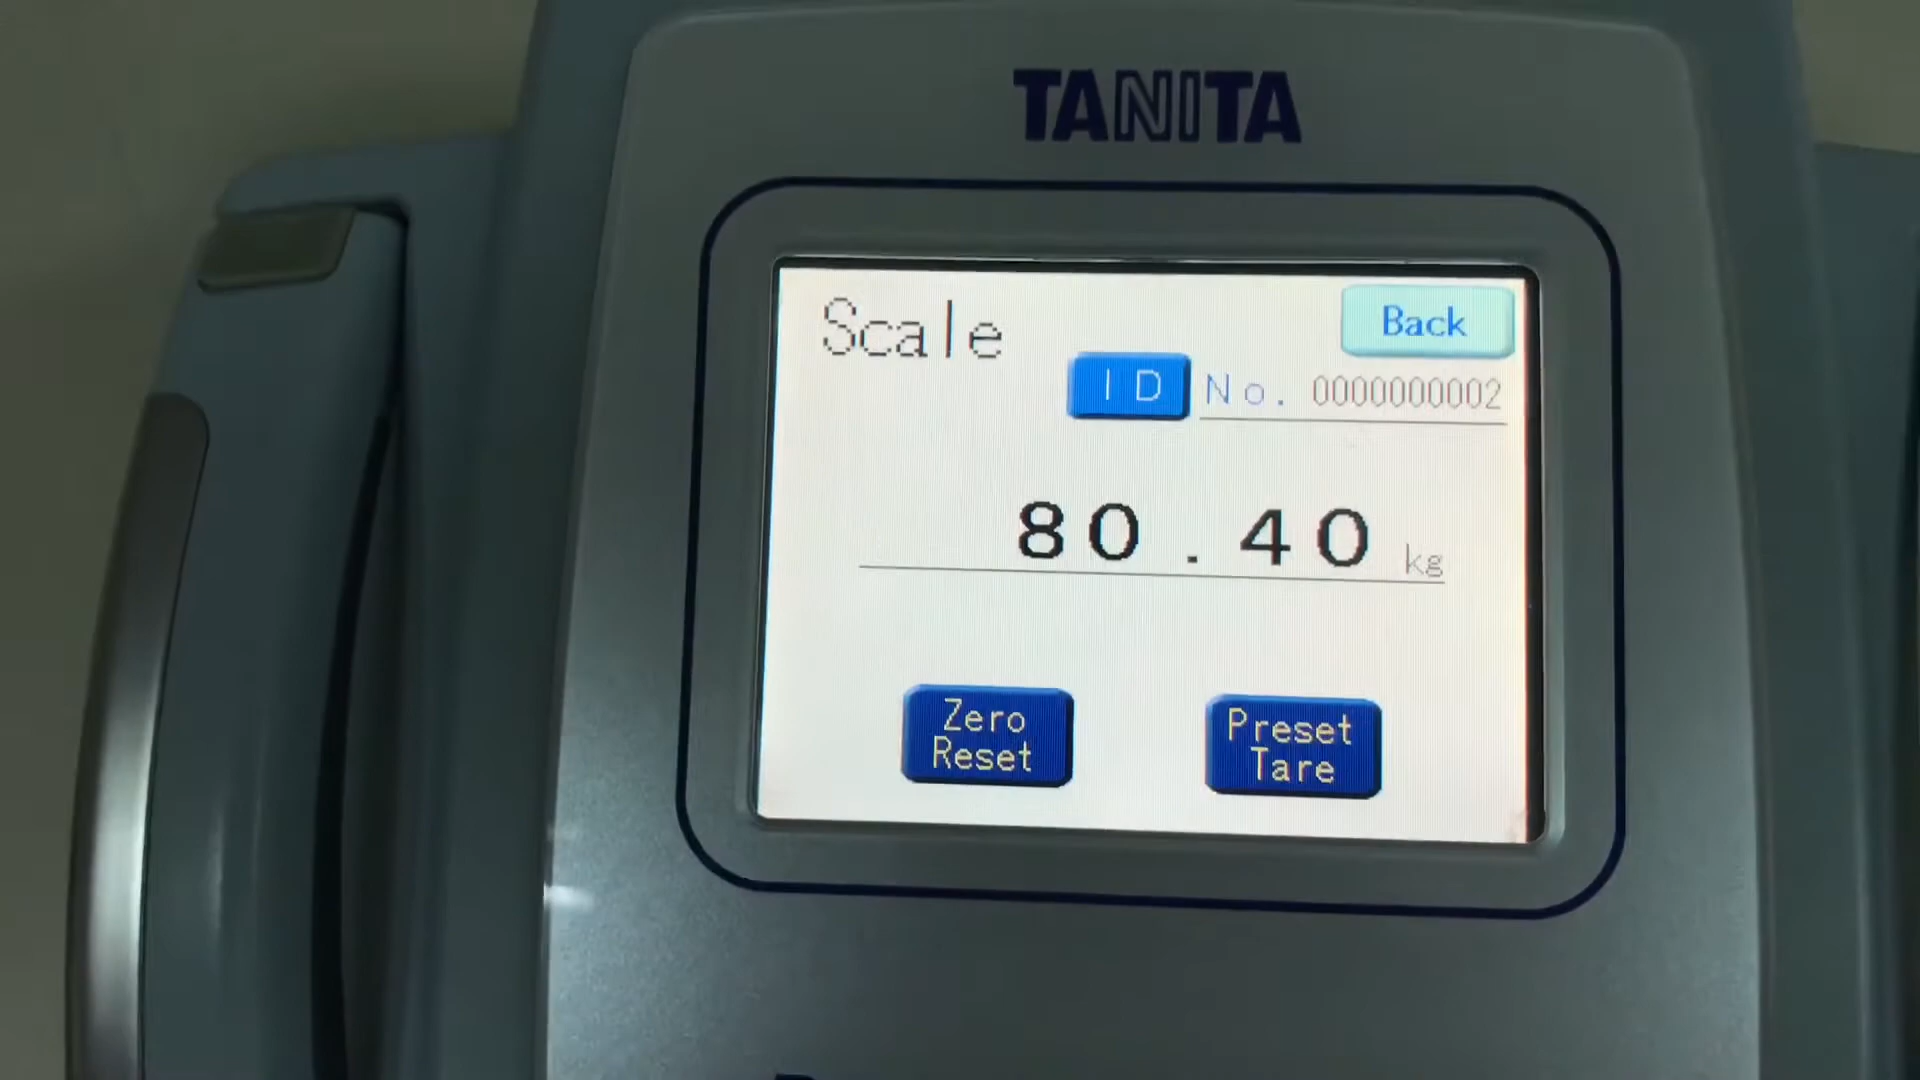 TANITA
Scale
Back
ID No. 0000000002
80.40 kg
Zero
Reset
Preset
Tare